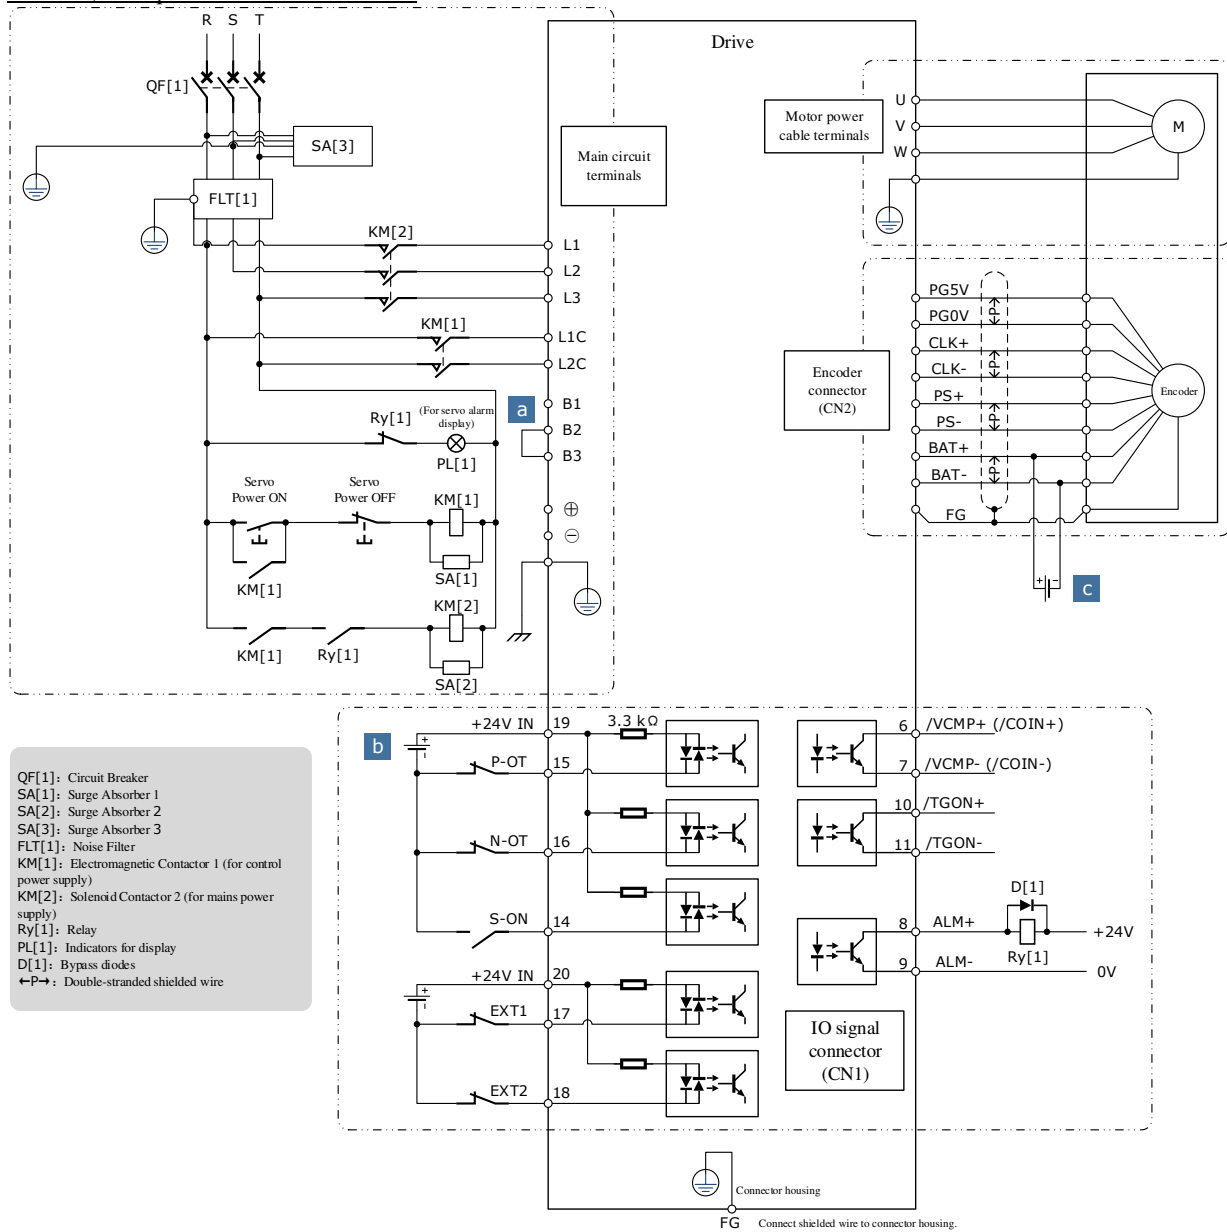 R S T
Drive
QF[1]
SA[3]
FLT[1]
Main circuit
terminals
KM[2]
L1
L2
L3
KM[1]
L1C
L2C
a
B1
B2
B3
Ry[1]
(For servo alarm
display)
PL[1]
Servo
Power ON
Servo
Power OFF
KM[1]
SA[1]
KM[1]
KM[2]
KM[1]
Ry[1]
SA[2]
⊕
⊖
Motor power
cable terminals
U
V
W
M
Encoder
connector
(CN2)
PG5V
PG0V
CLK+
CLK-
PS+
PS-
BAT+
BAT-
FG
←P→
←P→
←P→
←P→
Encoder
+ -
c
b
+
-
+24V IN 19
3.3 kΩ
P-OT 15
N-OT 16
S-ON 14
+24V IN 20
+
-
EXT1 17
EXT2 18
6 /VCMP+ (/COIN+)
7 /VCMP- (/COIN-)
10 /TGON+
11 /TGON-
D[1]
8 ALM+
+24V
Ry[1]
9 ALM-
0V
IO signal
connector
(CN1)
QF[1]: Circuit Breaker
SA[1]: Surge Absorber 1
SA[2]: Surge Absorber 2
SA[3]: Surge Absorber 3
FLT[1]: Noise Filter
KM[1]: Electromagnetic Contactor 1 (for control
power supply)
KM[2]: Solenoid Contactor 2 (for mains power
supply)
Ry[1]: Relay
PL[1]: Indicators for display
D[1]: Bypass diodes
←P→: Double-stranded shielded wire
Connector housing
FG Connect shielded wire to connector housing.